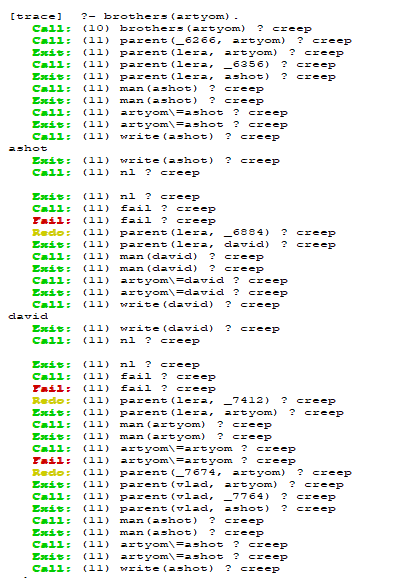 [trace]  ?- brothers(artyom).
Call: (10) brothers(artyom) ? creep
Call: (11) parent(_6266, artyom) ? creep
Exit: (11) parent(lera, artyom) ? creep
Call: (11) parent(lera, _6356) ? creep
Exit: (11) parent(lera, ashot) ? creep
Call: (11) man(ashot) ? creep
Exit: (11) man(ashot) ? creep
Call: (11) artyom\=ashot ? creep
Exit: (11) artyom\=ashot ? creep
Call: (11) write(ashot) ? creep
ashot
Exit: (11) write(ashot) ? creep
Call: (11) nl ? creep
Exit: (11) nl ? creep
Call: (11) fail ? creep
Fail: (11) fail ? creep
Redo: (11) parent(lera, _6884) ? creep
Exit: (11) parent(lera, david) ? creep
Call: (11) man(david) ? creep
Exit: (11) man(david) ? creep
Call: (11) artyom\=david ? creep
Exit: (11) artyom\=david ? creep
Call: (11) write(david) ? creep
david
Exit: (11) write(david) ? creep
Call: (11) nl ? creep
Exit: (11) nl ? creep
Call: (11) fail ? creep
Fail: (11) fail ? creep
Redo: (11) parent(lera, _7412) ? creep
Exit: (11) parent(lera, artyom) ? creep
Call: (11) man(artyom) ? creep
Exit: (11) man(artyom) ? creep
Call: (11) artyom\=artyom ? creep
Fail: (11) artyom\=artyom ? creep
Redo: (11) parent(_7674, artyom) ? creep
Exit: (11) parent(vlad, artyom) ? creep
Call: (11) parent(vlad, _7764) ? creep
Exit: (11) parent(vlad, ashot) ? creep
Call: (11) man(ashot) ? creep
Exit: (11) man(ashot) ? creep
Call: (11) artyom\=ashot ? creep
Exit: (11) artyom\=ashot ? creep
Call: (11) write(ashot) ? creep